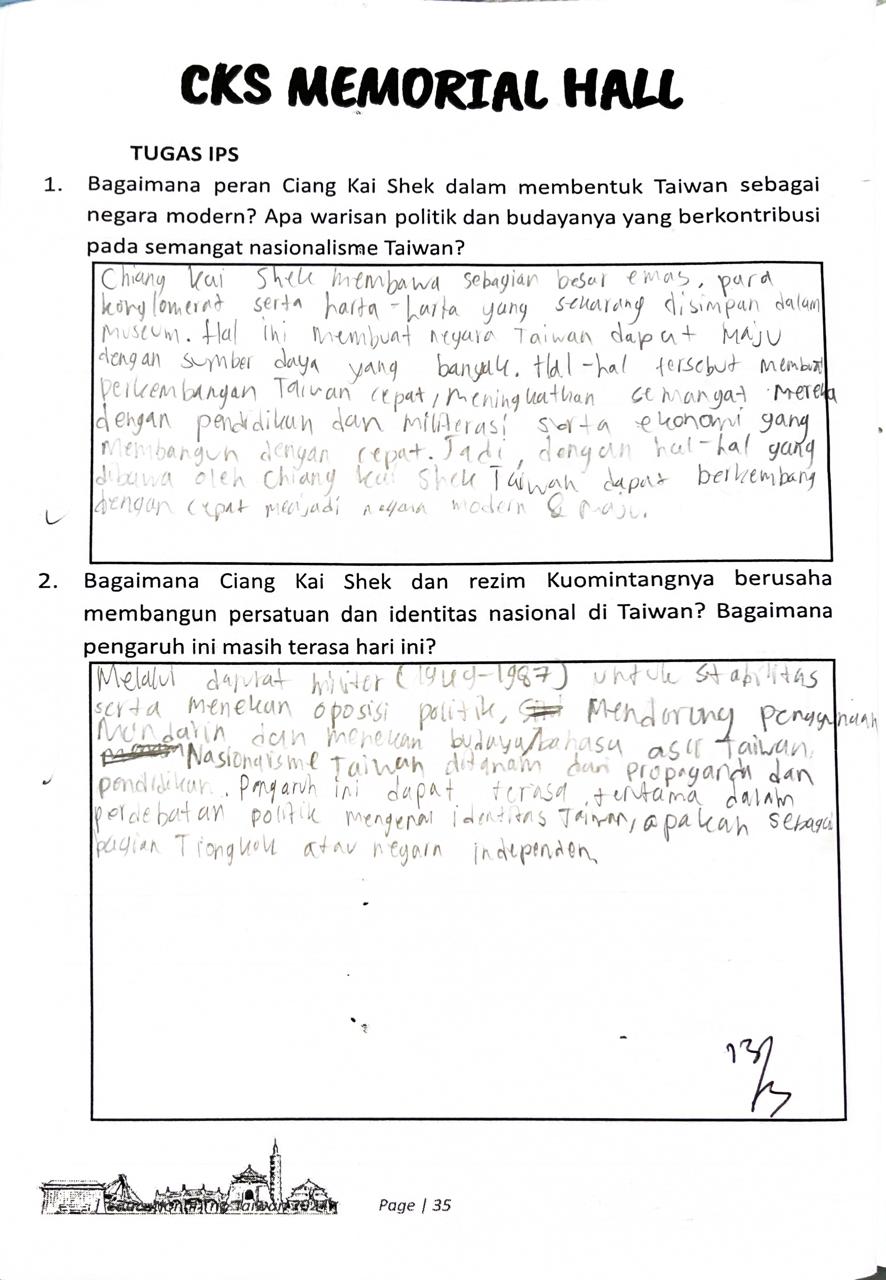 CKS MEMORIAL HALL
TUGAS IPS
1. Bagaimana peran Ciang Kai Shek dalam membentuk Taiwan sebagai
negara modern? Apa warisan politik dan budayanya yang berkontribusi
pada semangat nasionalisme Taiwan?
Chiang kai Shek membawa sebagian besar emas, para
konglomerat serta harta-harta yang sekarang disimpan dalam
Museum. Hal ini membuat negara Taiwan dapat MAJU
dengan sumber daya yang banyak. Hal-hal tersebut membuat
perkembangan Taiwan cepat, meningkatkan semangat mereka
dengan pendidikan dan militerasi serta ekonomi yang
membangun dengan cepat. Jadi, dengan hal-hal yang
dibawa oleh Chiang kai Shek Taiwan dapat berkembang
dengan cepat menjadi negara modern & maju.
2. Bagaimana Ciang Kai Shek dan rezim Kuomintangnya berusaha
membangun persatuan dan identitas nasional di Taiwan? Bagaimana
pengaruh ini masih terasa hari ini?
Melalui darurat militer (1949-1987) untuk stabilitas
serta menekan oposisi politik, Mendorong penggunaan
Mandarin dan menekan budaya/bahasa asli Taiwan.
Nasionalisme Taiwan ditanam dari propaganda dan
pendidikan. Pengaruh ini dapat terasa, terutama dalam
perdebatan politik mengenai identitas Taiwan, apakah sebagai
bagian Tiongkok atau negara independen
Page | 35